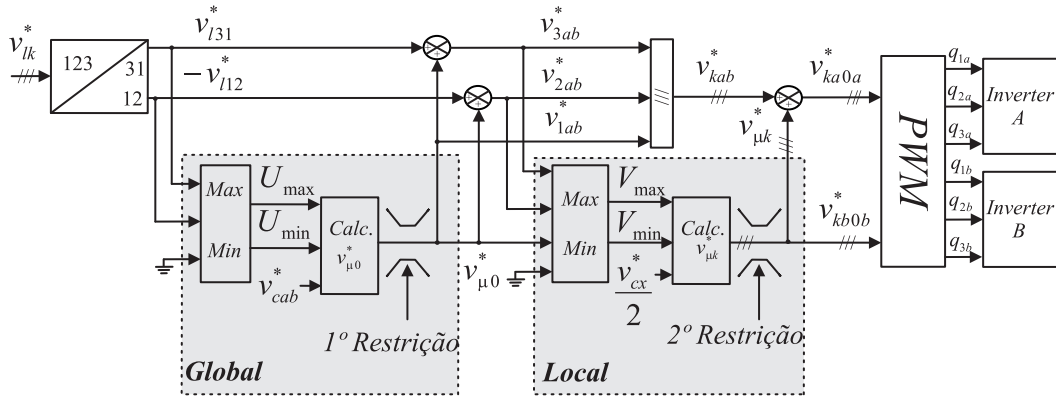 v*lk
123
31
12
v*l31
−v*l12
v*3ab
v*2ab
v*1ab
v*kab
v*μk
v*ka0a
v*kb0b
PWM
q1a
q2a
q3a
q1b
q2b
q3b
Inverter
A
Inverter
B
Max
Min
Umax
Umin
v*cab
Calc.
v*μ0
v*μ0
1º Restrição
Global
Max
Min
Vmax
Vmin
v*cx
2
Calc.
v*μk
2º Restrição
Local